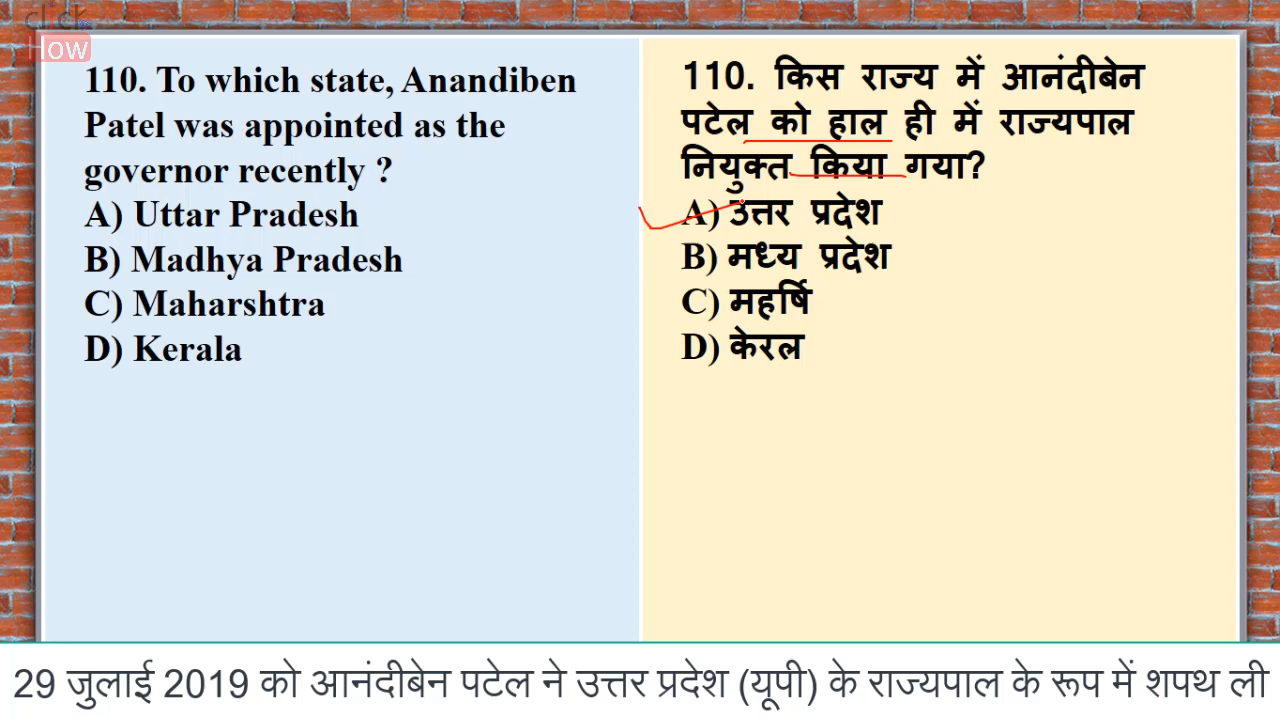 click
How
110. To which state, Anandiben
Patel was appointed as the
governor recently ?
A) Uttar Pradesh
B) Madhya Pradesh
C) Maharshtra
D) Kerala
110. किस राज्य में आनंदीबेन
पटेल को हाल ही में राज्यपाल
नियुक्त किया गया?
A) उत्तर प्रदेश
B) मध्य प्रदेश
C) महर्षि
D) केरल
29 जुलाई 2019 को आनंदीबेन पटेल ने उत्तर प्रदेश (यूपी) के राज्यपाल के रूप में शपथ ली